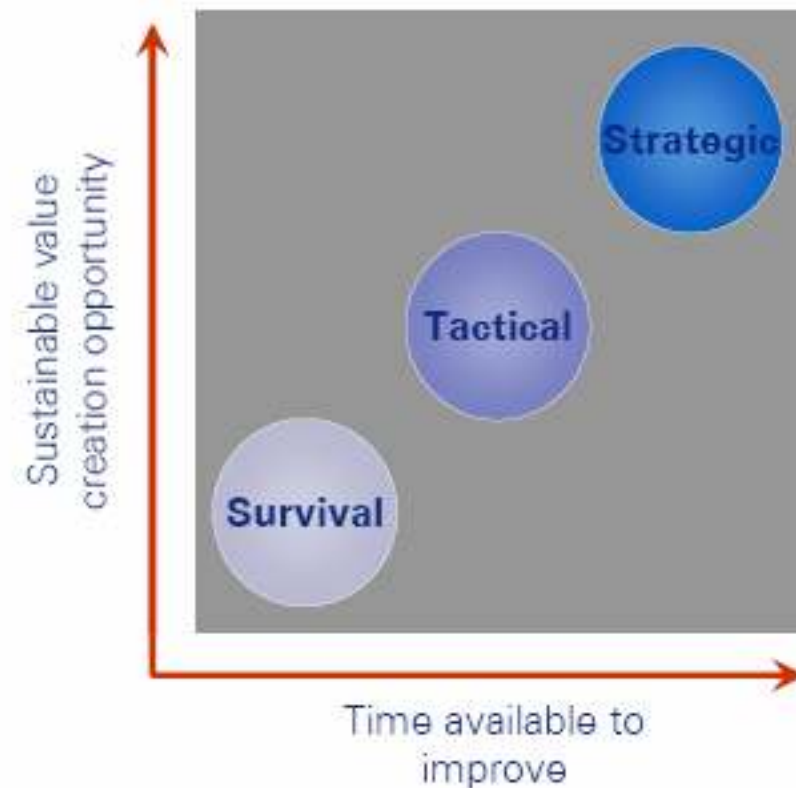 Strategic
Tactical
Survival
Sustainable value
creation opportunity
Time available to
improve